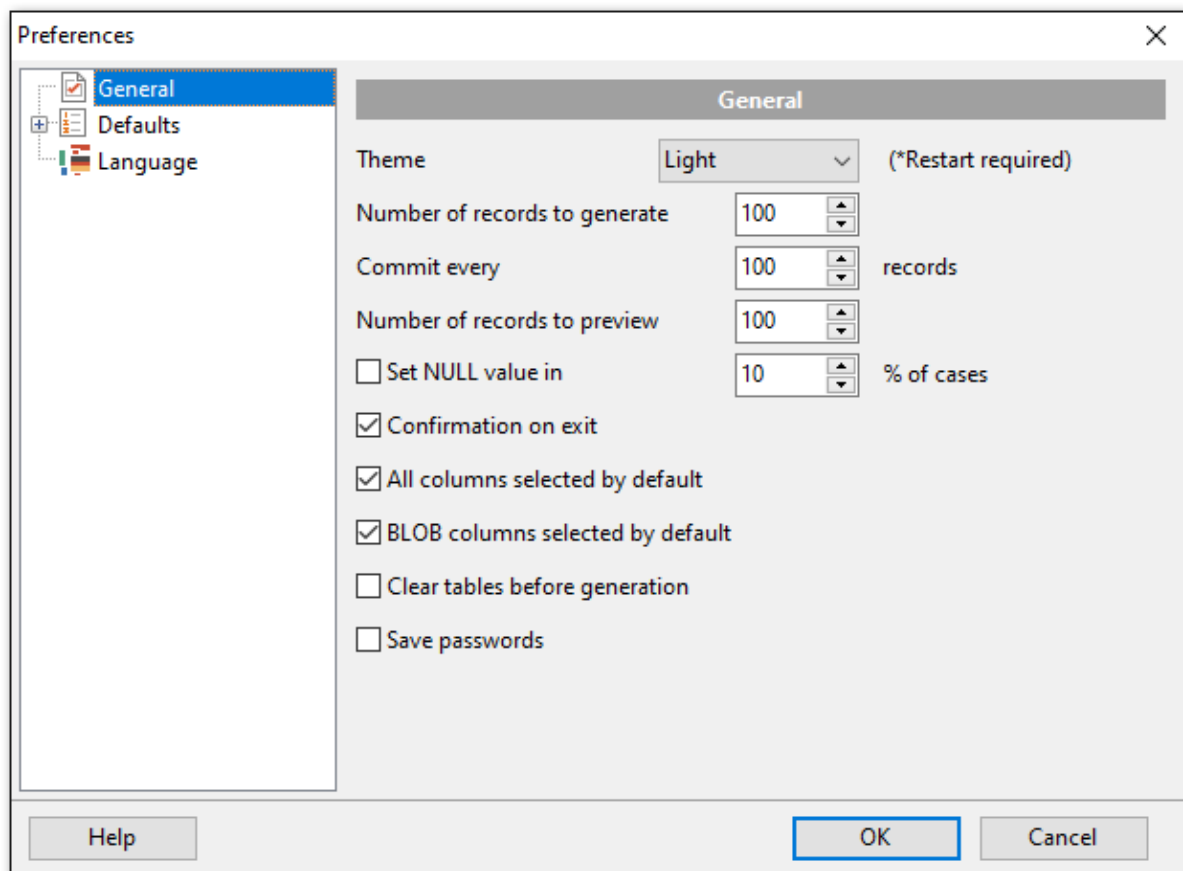 Preferences
General
Defaults
Language
General
Theme Light (*Restart required)
Number of records to generate 100
Commit every 100 records
Number of records to preview 100
Set NULL value in 10 % of cases
Confirmation on exit
All columns selected by default
BLOB columns selected by default
Clear tables before generation
Save passwords
Help OK Cancel